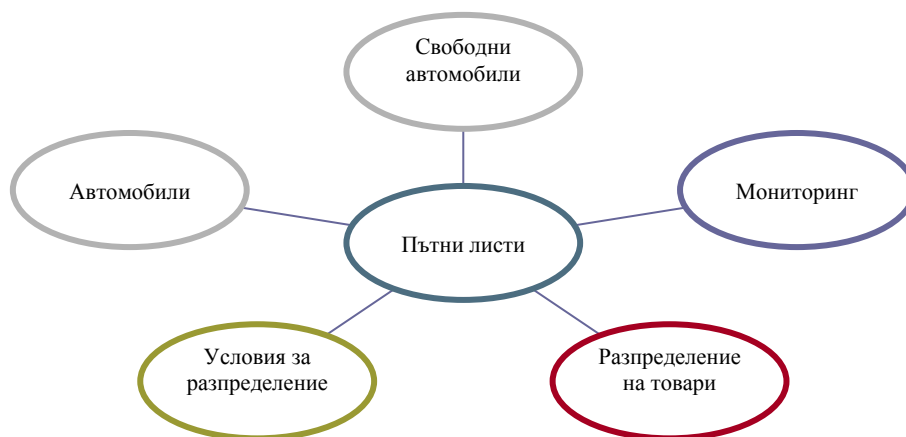 Свободни
автомобили
Автомобили
Мониторинг
Пътни листи
Условия за
разпределение
Разпределение
на товари